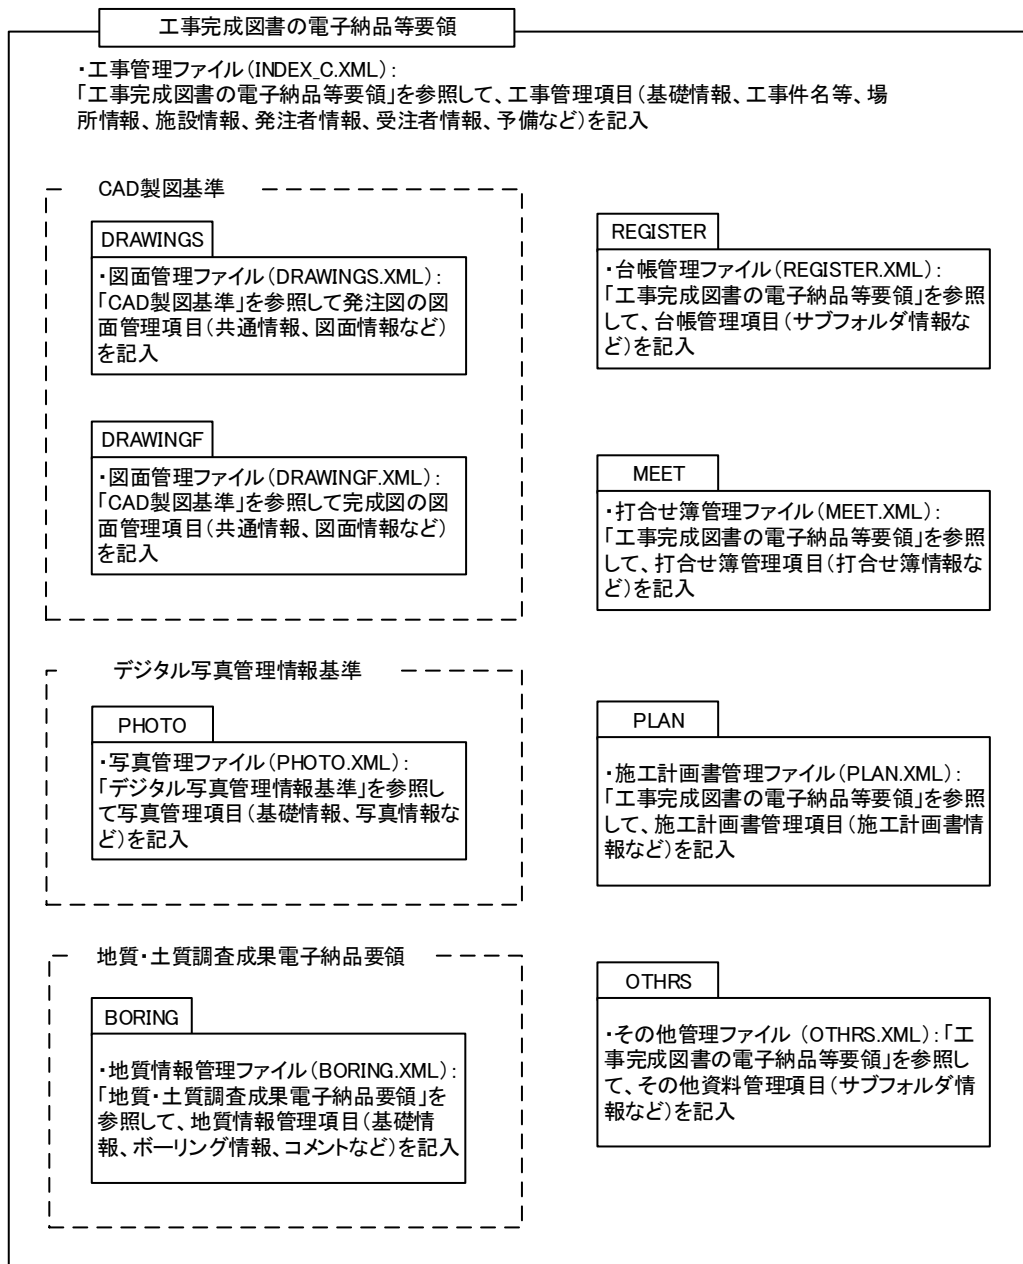 工事完成図書の電子納品等要領
・工事管理ファイル(INDEX_C.XML):
「工事完成図書の電子納品等要領」を参照して、工事管理項目(基礎情報、工事件名等、場
所情報、施設情報、発注者情報、受注者情報、予備など)を記入
CAD製図基準
DRAWINGS
・図面管理ファイル(DRAWINGS.XML):
「CAD製図基準」を参照して発注図の図
面管理項目(共通情報、図面情報など)
を記入
DRAWINGF
・図面管理ファイル(DRAWINGF.XML):
「CAD製図基準」を参照して完成図の図
面管理項目(共通情報、図面情報など)
を記入
デジタル写真管理情報基準
PHOTO
・写真管理ファイル(PHOTO.XML):
「デジタル写真管理情報基準」を参照し
て写真管理項目(基礎情報、写真情報な
ど)を記入
地質・土質調査成果電子納品要領
BORING
・地質情報管理ファイル(BORING.XML):
「地質・土質調査成果電子納品要領」を
参照して、地質情報管理項目(基礎情
報、ボーリング情報、コメントなど)を記入
REGISTER
・台帳管理ファイル(REGISTER.XML):
「工事完成図書の電子納品等要領」を参照
して、台帳管理項目(サブフォルダ情報な
ど)を記入
MEET
・打合せ簿管理ファイル(MEET.XML):
「工事完成図書の電子納品等要領」を参照
して、打合せ簿管理項目(打合せ簿情報な
ど)を記入
PLAN
・施工計画書管理ファイル(PLAN.XML):
「工事完成図書の電子納品等要領」を参照
して、施工計画書管理項目(施工計画書情
報など)を記入
OTHRS
・その他管理ファイル (OTHRS.XML):「工
事完成図書の電子納品等要領」を参照し
て、その他資料管理項目(サブフォルダ情
報など)を記入